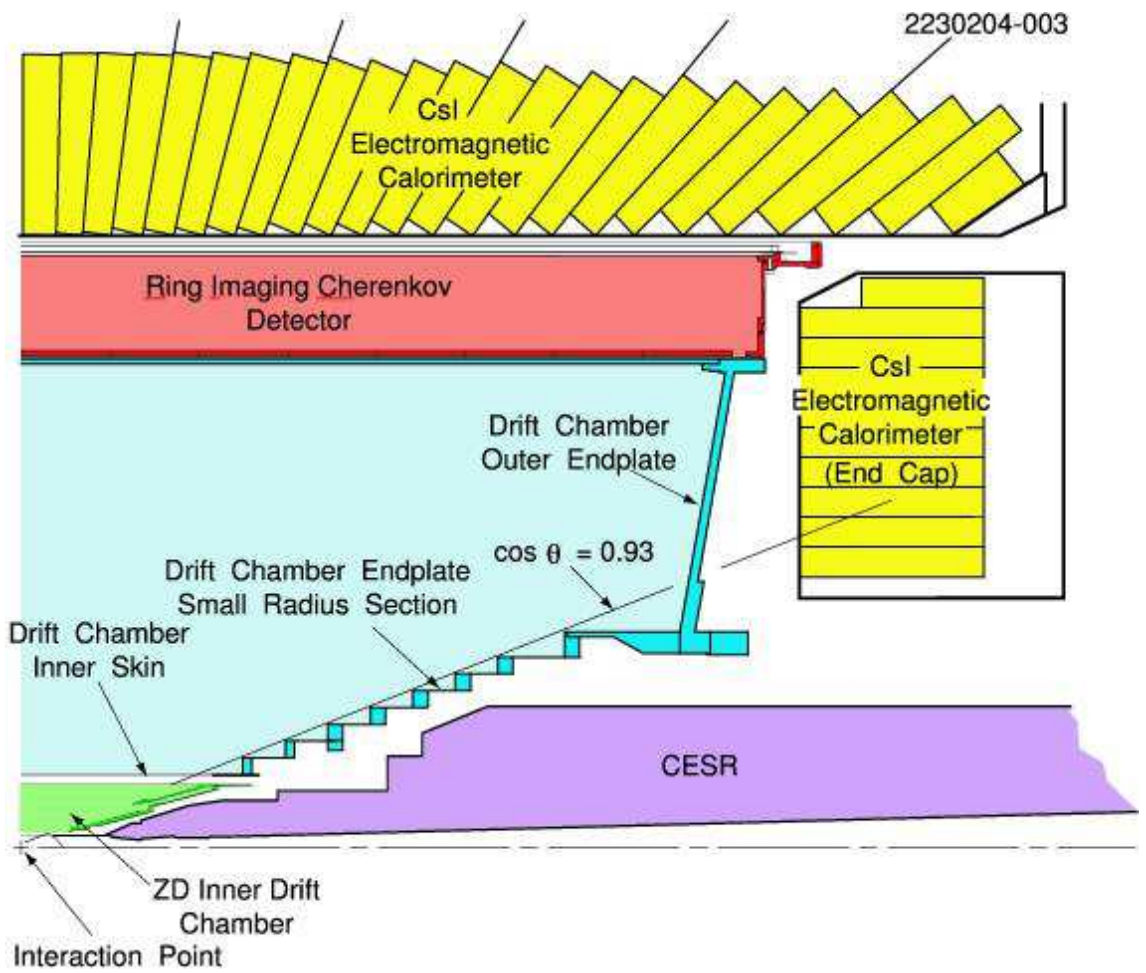 2230204-003
CsI
Electromagnetic
Calorimeter
Ring Imaging Cherenkov
Detector
CsI
Electromagnetic
Calorimeter
(End Cap)
Drift Chamber
Outer Endplate
cos θ = 0.93
Drift Chamber Endplate
Small Radius Section
Drift Chamber
Inner Skin
CESR
ZD Inner Drift
Chamber
Interaction Point